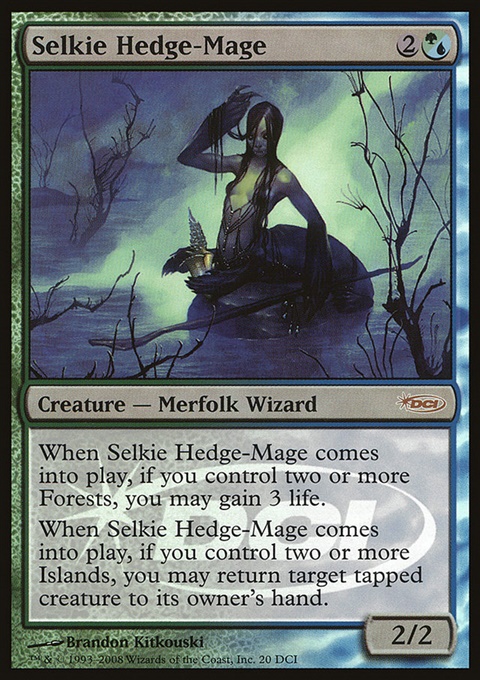 Selkie Hedge-Mage 2
Creature — Merfolk Wizard DCI
When Selkie Hedge-Mage comes
into play, if you control two or more
Forests, you may gain 3 life.
When Selkie Hedge-Mage comes
into play, if you control two or more
Islands, you may return target tapped
creature to its owner's hand.
DCI
2/2
Brandon Kitkouski
™ & © 1993–2008 Wizards of the Coast, Inc. 20 DCI